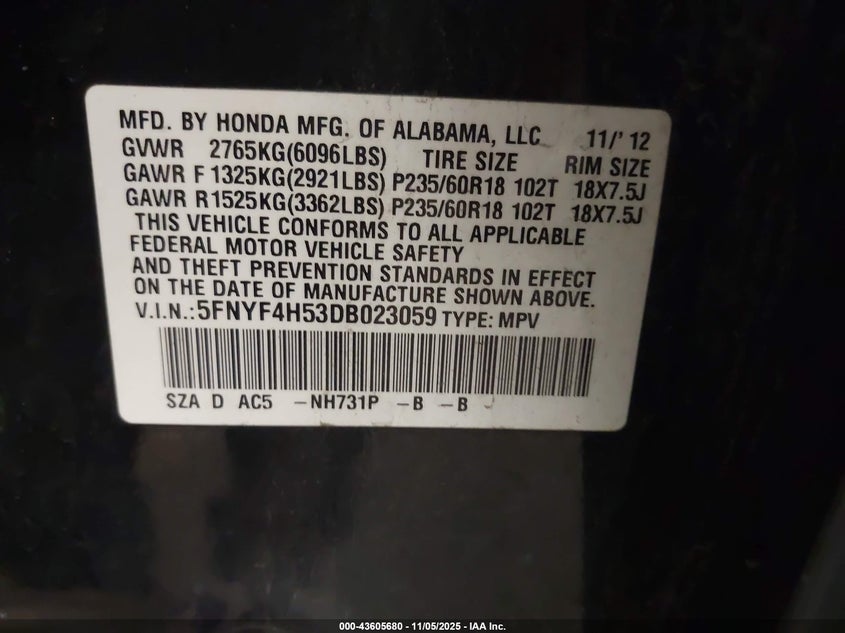 MFD. BY HONDA MFG. OF ALABAMA, LLC 11/' 12
GVWR 2765KG(6096LBS) TIRE SIZE RIM SIZE
GAWR F 1325KG(2921LBS) P235/60R18 102T 18X7.5J
GAWR R1525KG(3362LBS) P235/60R18 102T 18X7.5J
THIS VEHICLE CONFORMS TO ALL APPLICABLE
FEDERAL MOTOR VEHICLE SAFETY
AND THEFT PREVENTION STANDARDS IN EFFECT
ON THE DATE OF MANUFACTURE SHOWN ABOVE.
V.I.N.:5FNYF4H53DB023059 TYPE: MPV
SZA D AC5 -NH731P -B -B
000-43605680 - 11/05/2025 - IAA Inc.